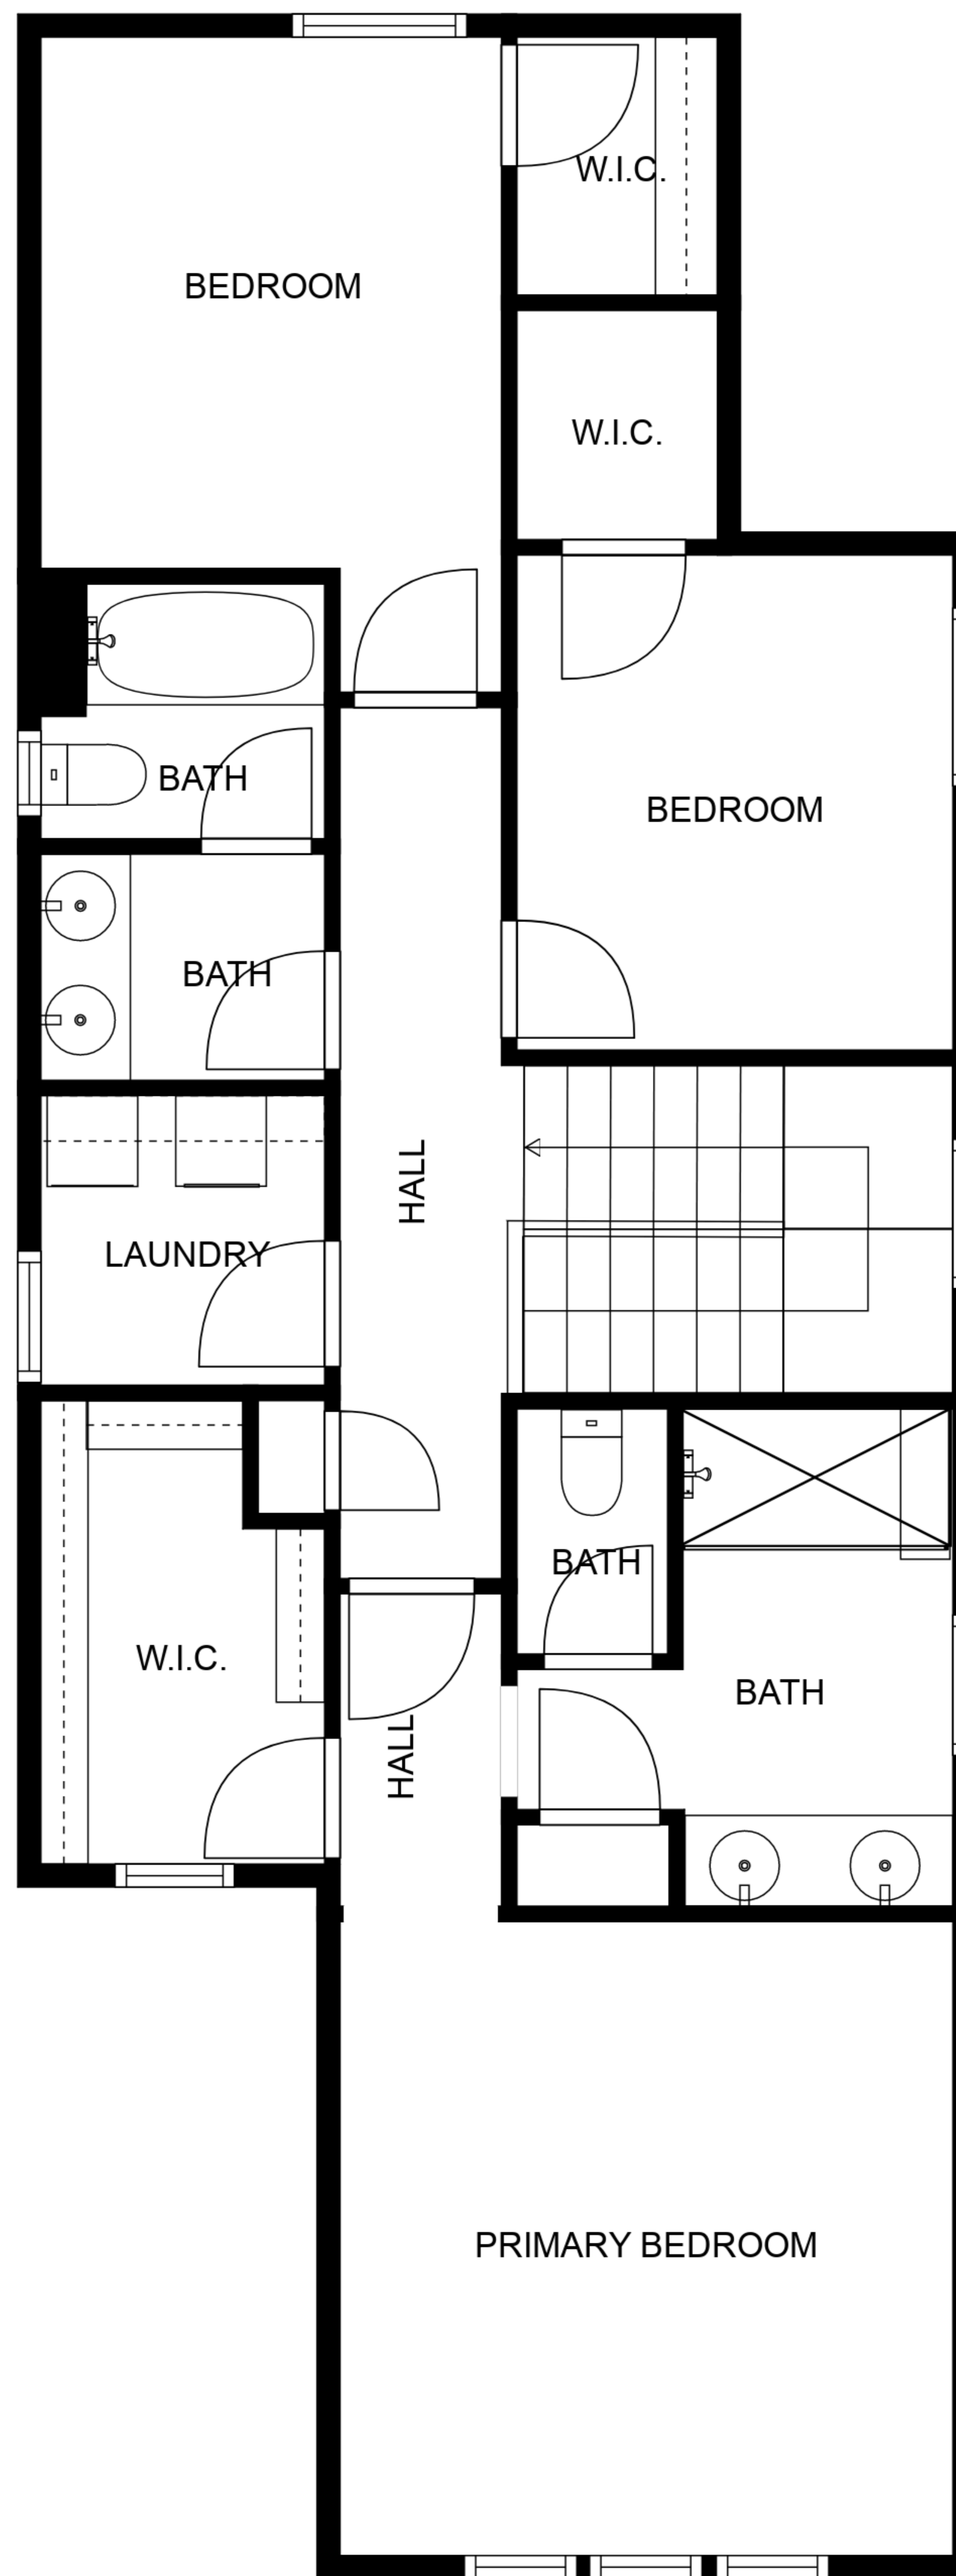 W.I.C.
BEDROOM
W.I.C.
BATH
BEDROOM
BATH
HALL
LAUNDRY
BATH
W.I.C.
BATH
HALL
PRIMARY BEDROOM